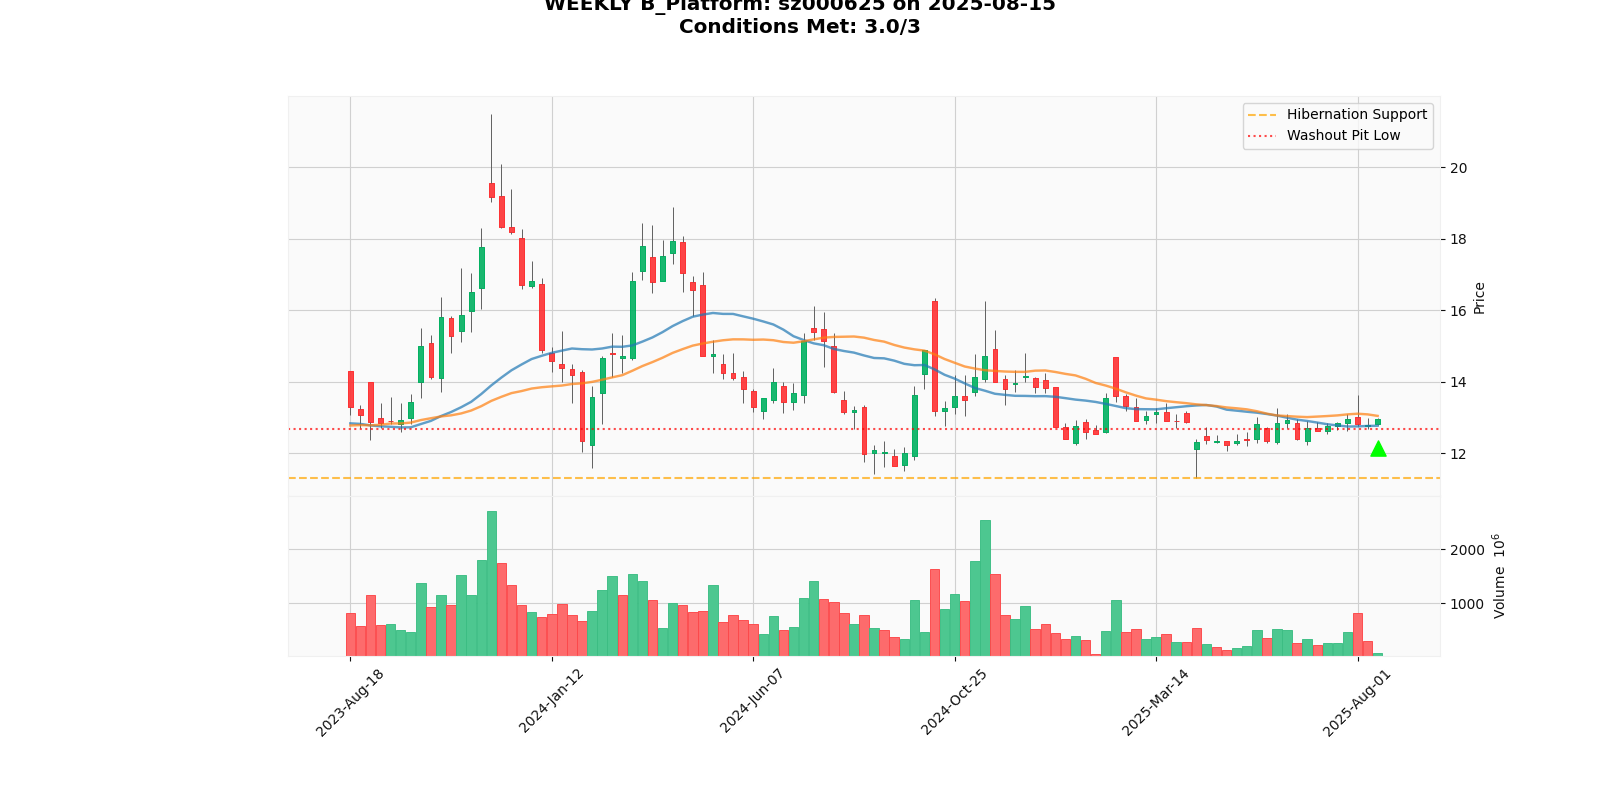 WEEKLY B_Platform: sz000625 on 2025-08-15
Conditions Met: 3.0/3
Hibernation Support
Washout Pit Low
20
18
16
14
12
Price
2000
1000
Volume 10^6
2023-Aug-18
2024-Jan-12
2024-Jun-07
2024-Oct-25
2025-Mar-14
2025-Aug-01